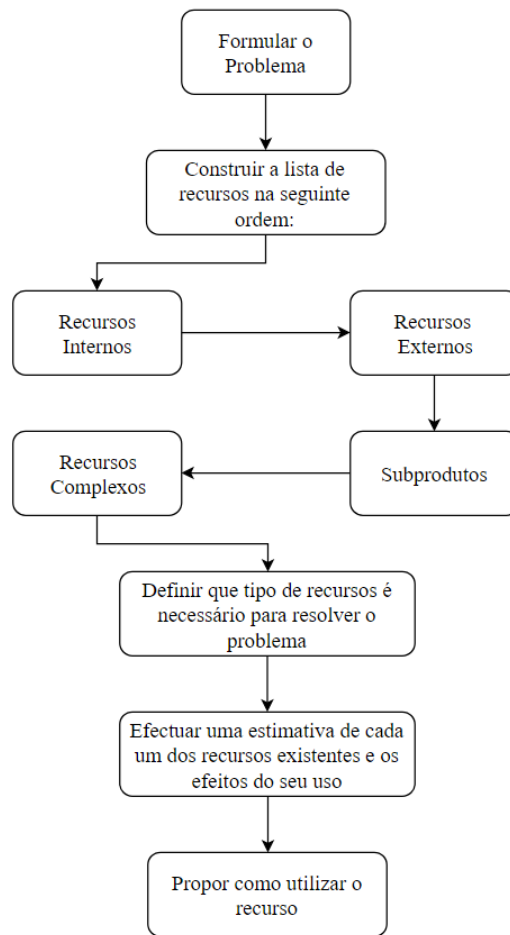 Formular o
Problema
Construir a lista de
recursos na seguinte
ordem:
Recursos
Internos
Recursos
Externos
Subprodutos
Recursos
Complexos
Definir que tipo de recursos é
necessário para resolver o
problema
Efectuar uma estimativa de cada
um dos recursos existentes e os
efeitos do seu uso
Propor como utilizar o
recurso